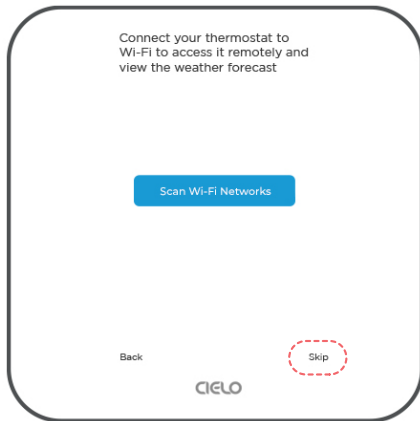 Connect your thermostat to
Wi-Fi to access it remotely and
view the weather forecast
Scan Wi-Fi Networks
Back
Skip
CIELO